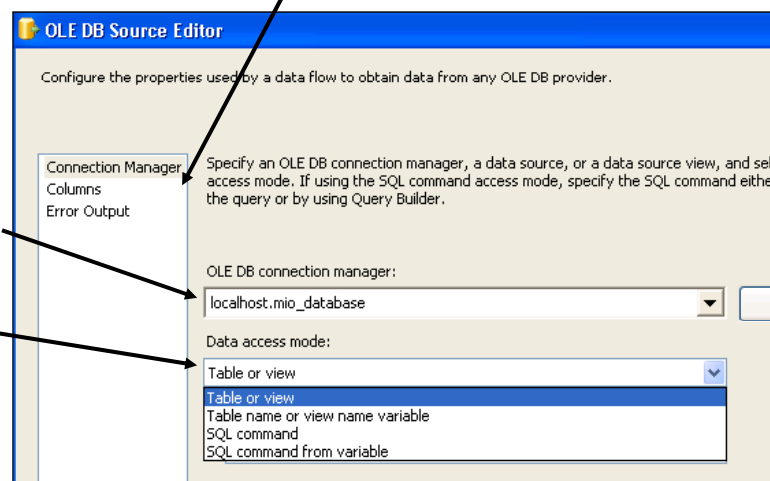 OLE DB Source Editor
Configure the properties used by a data flow to obtain data from any OLE DB provider.
Connection Manager
Columns
Error Output
Specify an OLE DB connection manager, a data source, or a data source view, and
access mode. If using the SQL command access mode, specify the SQL command
the query or by using Query Builder.
OLE DB connection manager:
localhost.mio_database
Data access mode:
Table or view
Table or view
Table name or view name variable
SQL command
SQL command from variable